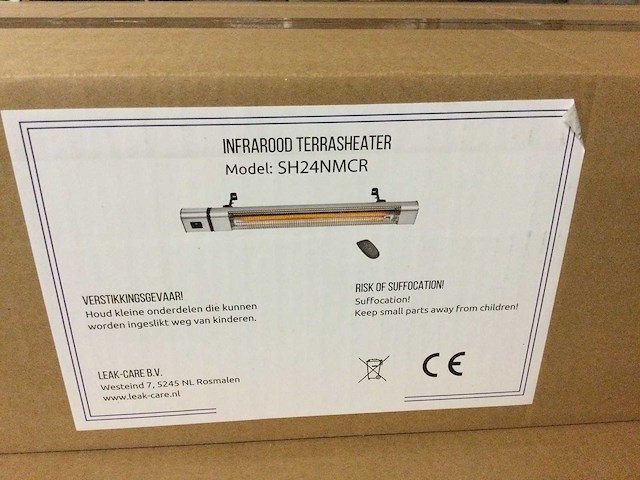 INFRAROOD TERRASHEATER
Model: SH24NMCR
VERSTIKKINGSGEVAAR!
Houd kleine onderdelen die kunnen
worden ingeslikt weg van kinderen.
RISK OF SUFFOCATION!
Suffocation!
Keep small parts away from children!
LEAK-CARE B.V.
Westeind 7, 5245 NL Rosmalen
www.leak-care.nl
CE